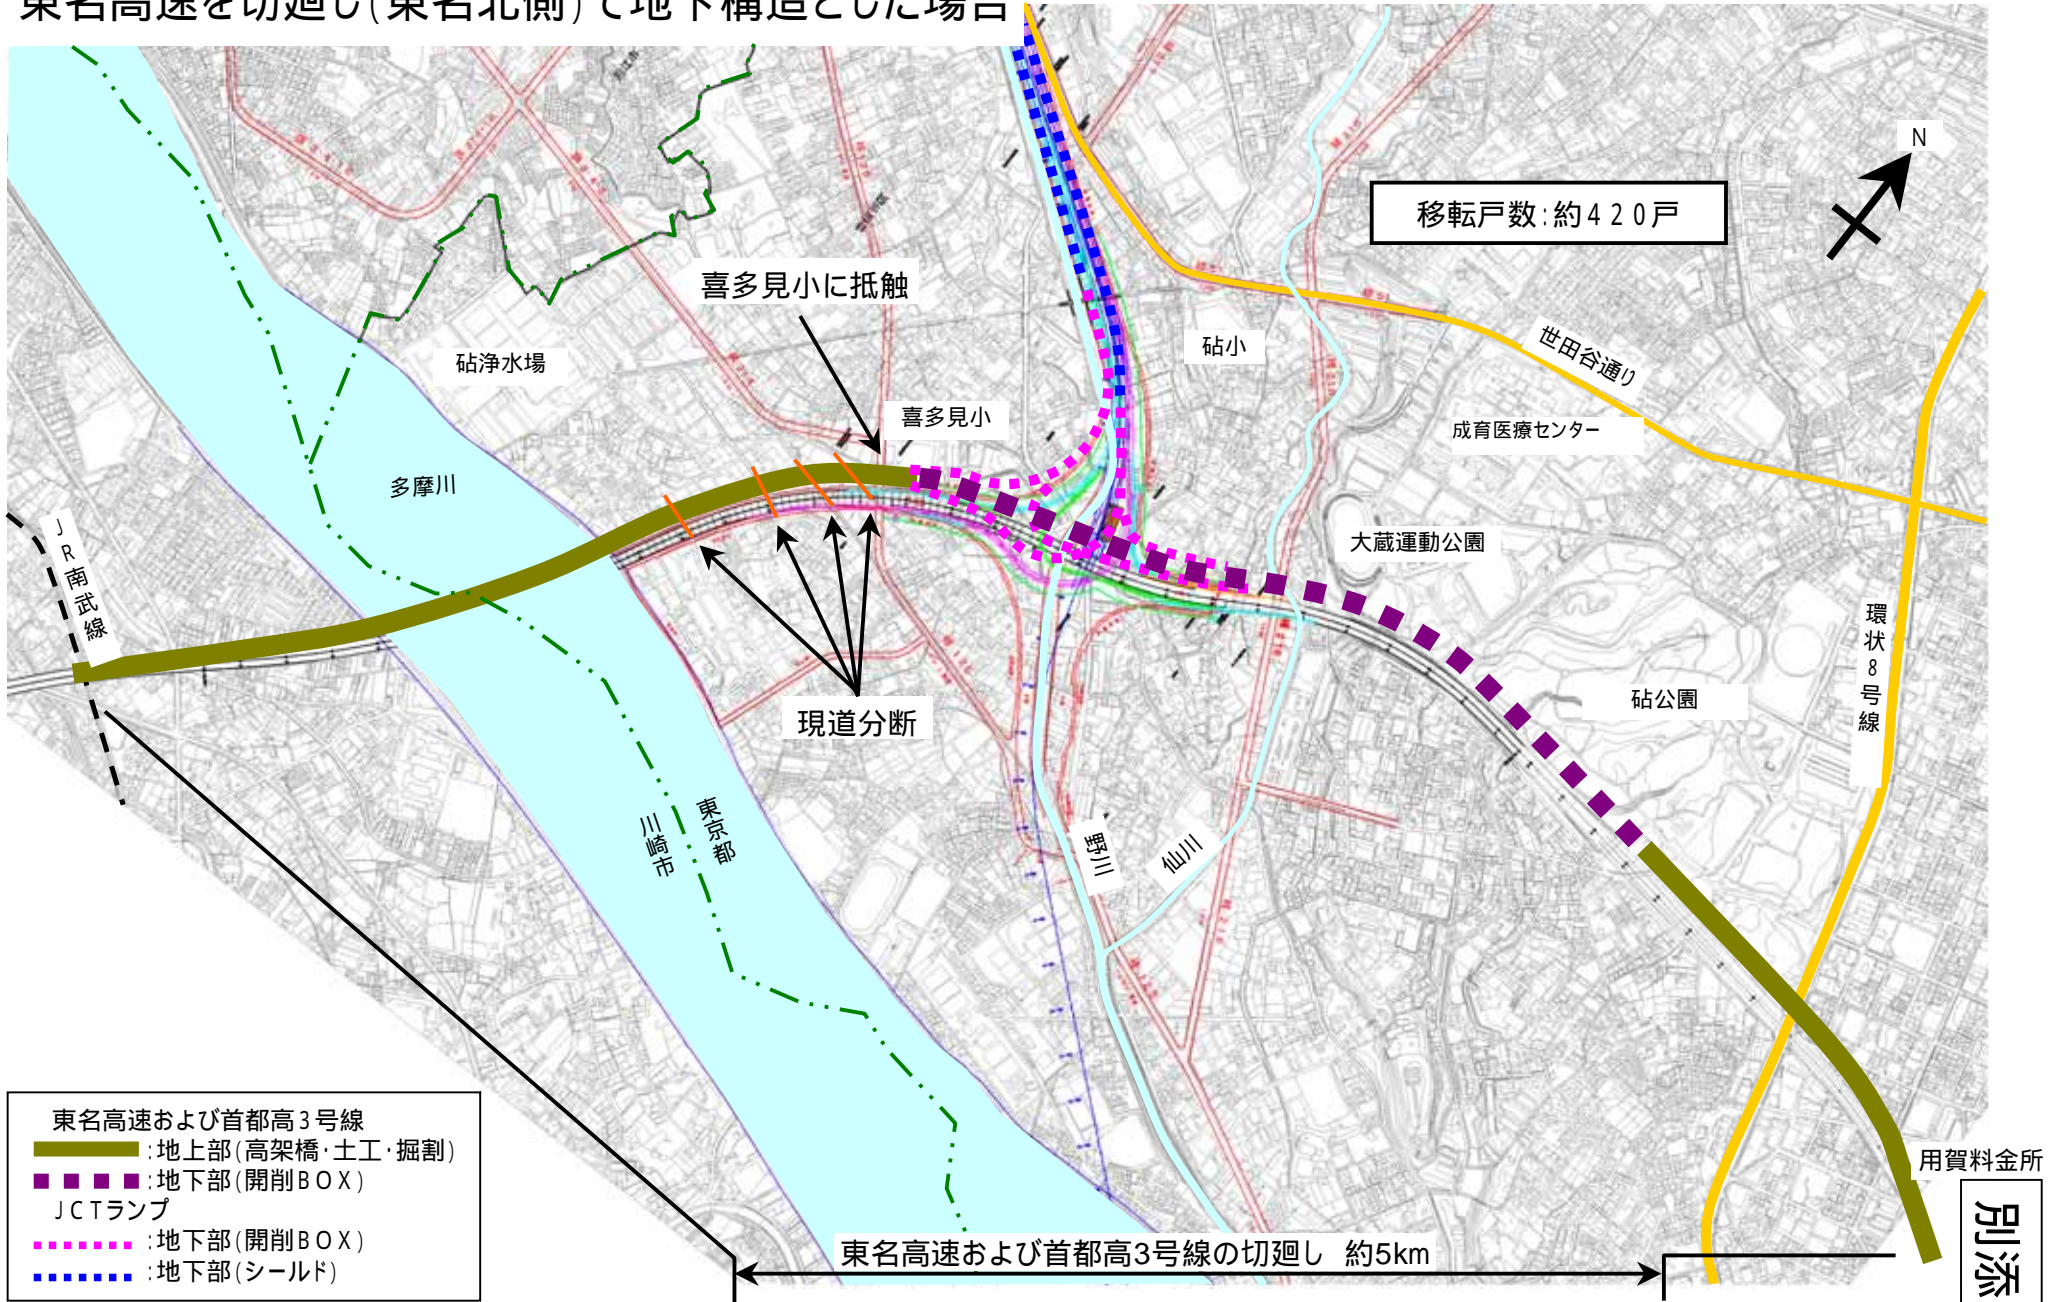 東名高速を切廻し(東名北側)で地下構造とした場合
N
移転戸数:約420戸
喜多見小に抵触
砧浄水場
砧小
世田谷通り
喜多見小
成育医療センター
多摩川
JR南武線
大蔵運動公園
環状8号線
砧公園
現道分断
東京都
川崎市
野川
仙川
東名高速および首都高3号線
:地上部(高架橋・土工・掘割)
:地下部(開削BOX)
JCTランプ
:地下部(開削BOX)
:地下部(シールド)
用賀料金所
東名高速および首都高3号線の切廻し 約5km
別添